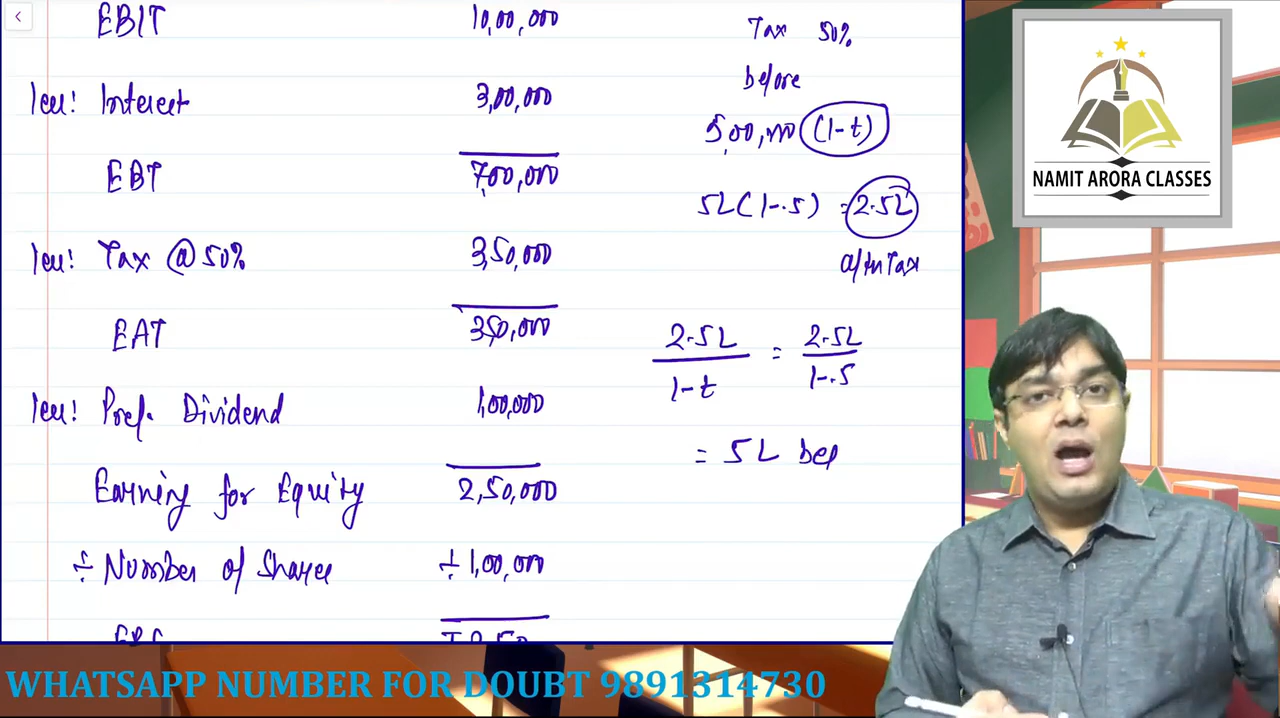 EBIT 10,00,000
less: Interest 3,00,000
EBT 7,00,000
less: Tax @ 50% 3,50,000
EAT 350,000
less: Pref. Dividend 1,00,000
Earning for Equity 2,50,000
÷ Number of Shares ÷ 1,00,000
Tax 50%
before
5,00,000 (1-t)
5L (1-.5) = 2.5L
after Tax
2.5L / 1-t = 2.5L / 1-.5
= 5L bef
NAMIT ARORA CLASSES
WHATSAPP NUMBER FOR DOUBT 9891314730